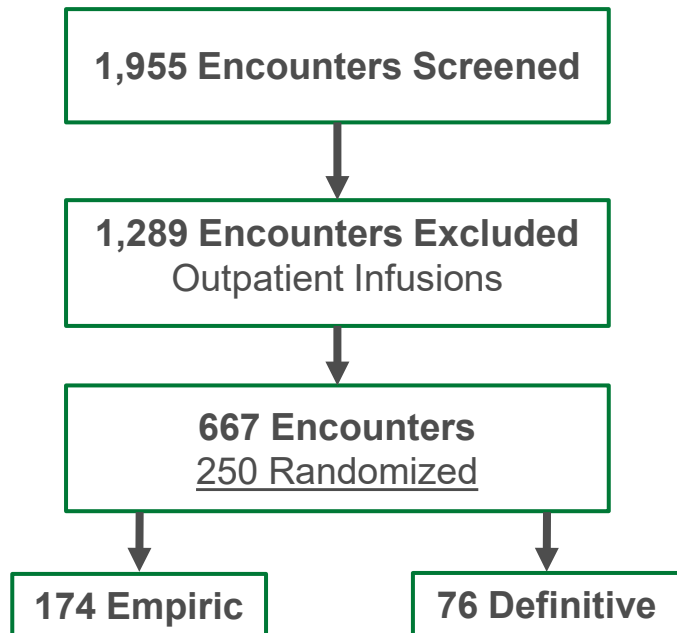 1,955 Encounters Screened
1,289 Encounters Excluded
Outpatient Infusions
667 Encounters
250 Randomized
174 Empiric
76 Definitive